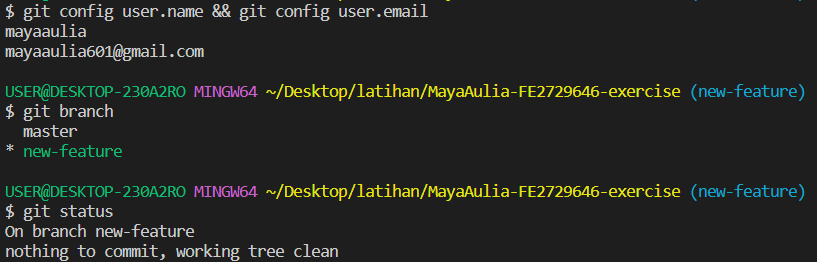 $ git config user.name && git config user.email
mayaaulia
mayaaulia601@gmail.com
USER@DESKTOP-230A2RO MINGW64 ~/Desktop/latihan/MayaAulia-FE2729646-exercise (new-feature)
$ git branch
  master
* new-feature
USER@DESKTOP-230A2RO MINGW64 ~/Desktop/latihan/MayaAulia-FE2729646-exercise (new-feature)
$ git status
On branch new-feature
nothing to commit, working tree clean